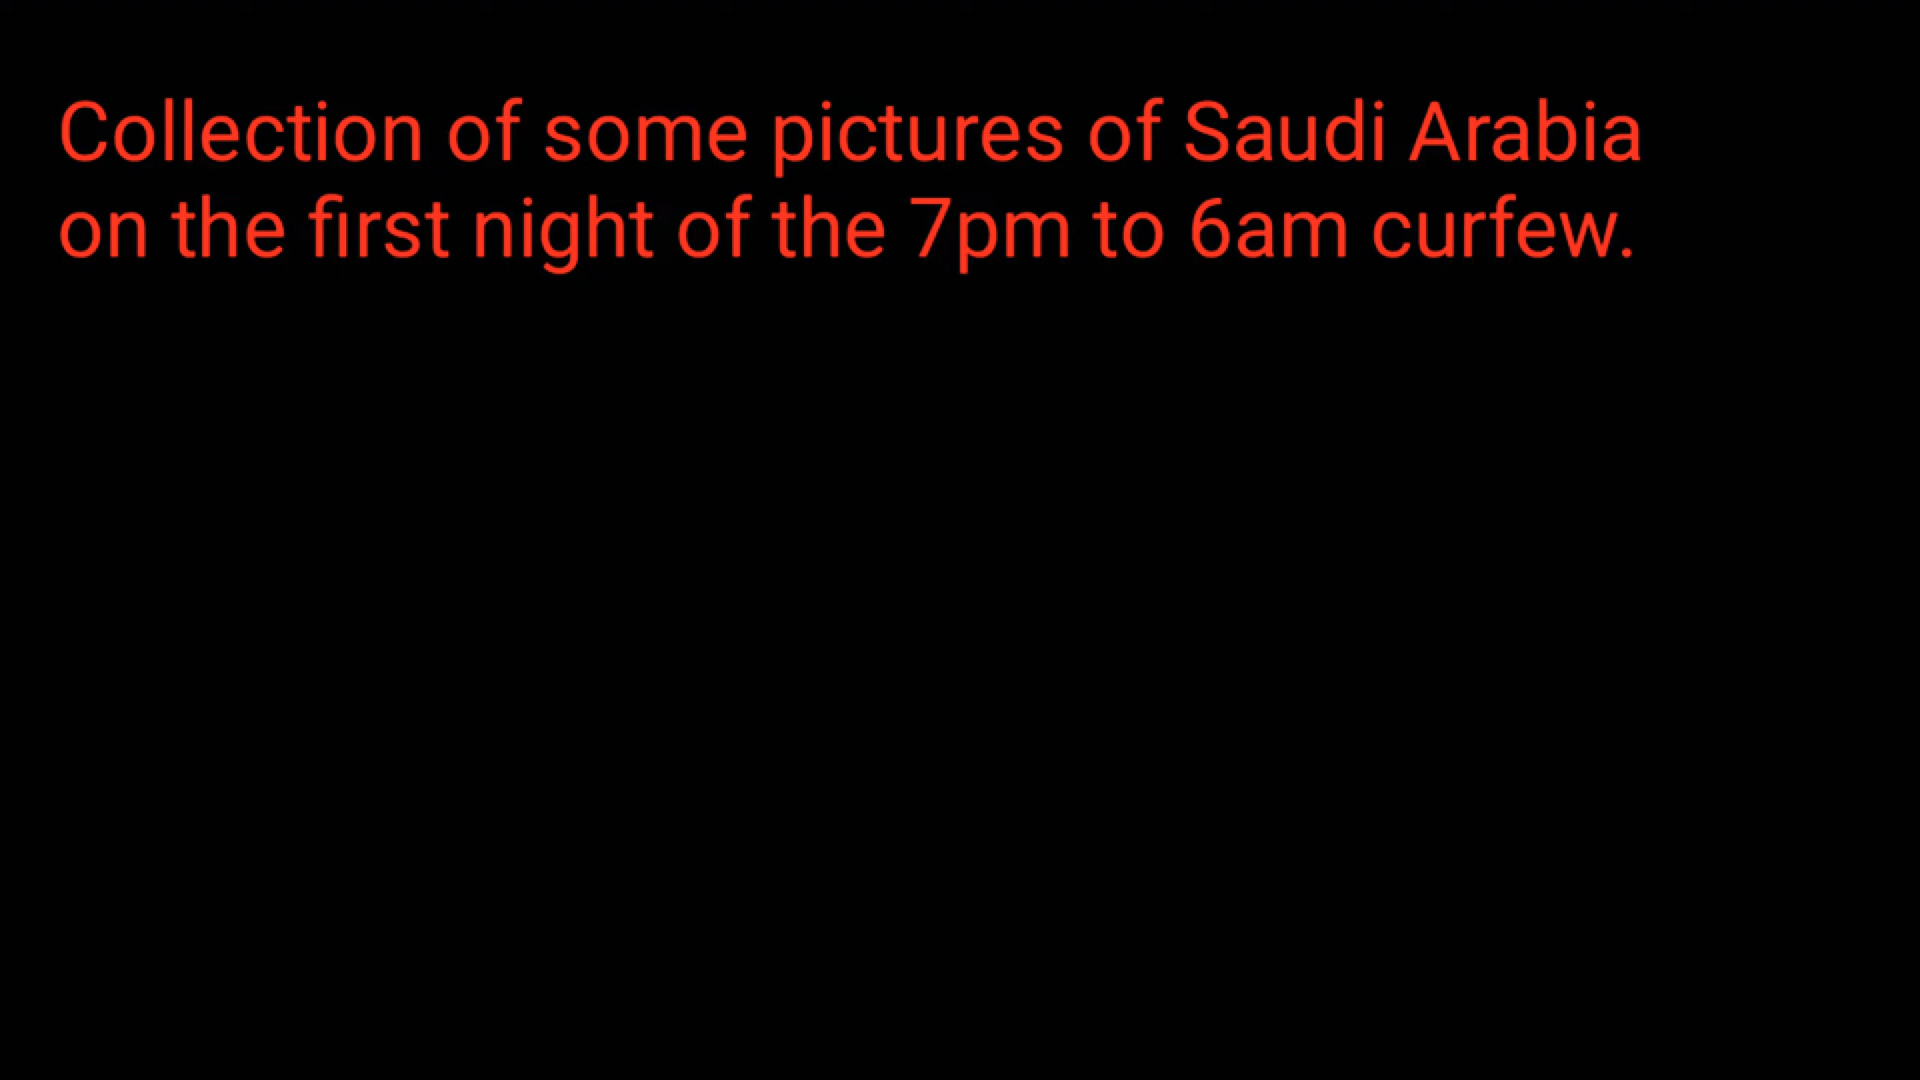 Collection of some pictures of Saudi Arabia
on the first night of the 7pm to 6am curfew.